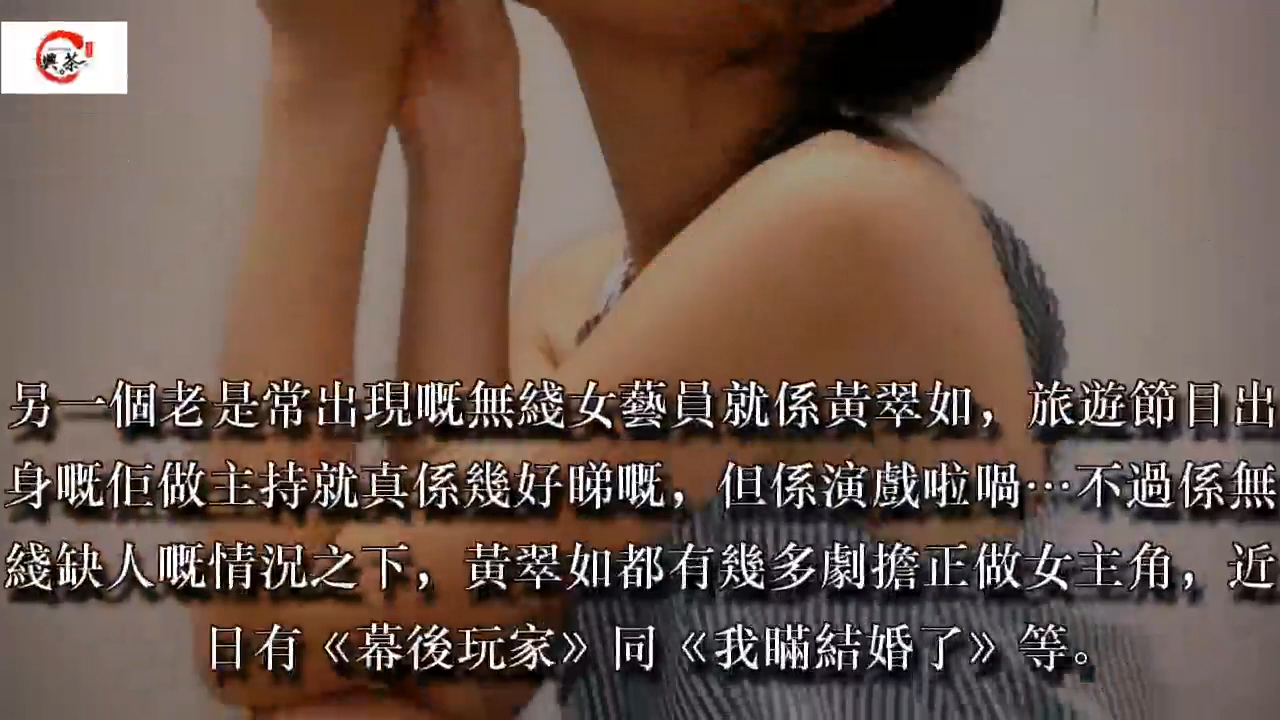 興茶
另一個老是常出現嘅無綫女藝員就係黃翠如，旅遊節目出
身嘅佢做主持就真係幾好睇嘅，但係演戲啦喎…不過係無
綫缺人嘅情況之下，黃翠如都有幾多劇擔正做女主角，近
日有《幕後玩家》同《我瞞結婚了》等。